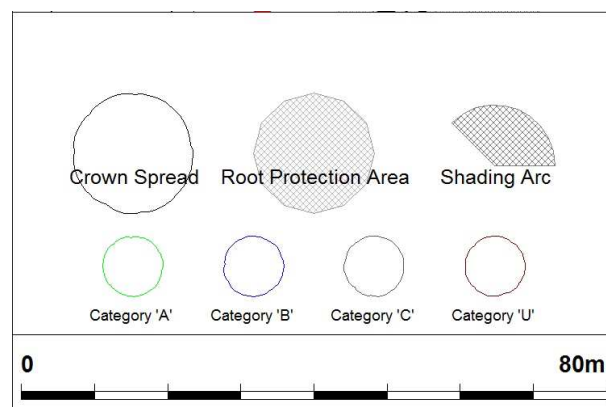 Crown Spread Root Protection Area Shading Arc
Category 'A' Category 'B' Category 'C' Category 'U'
0 80m